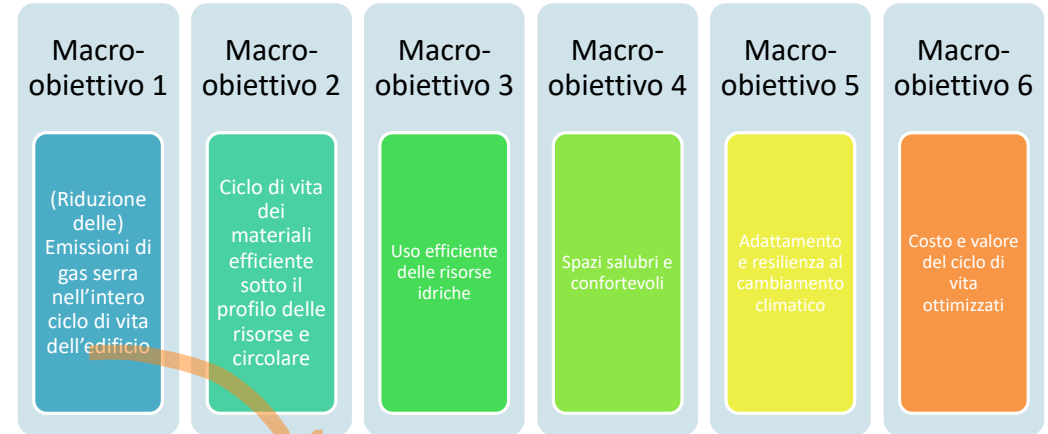 Macro-
obiettivo 1
(Riduzione
delle)
Emissioni di
gas serra
nell'intero
ciclo di vita
dell'edificio
Macro-
obiettivo 2
Ciclo di vita
dei
materiali
efficiente
sotto il
profilo delle
risorse e
circolare
Macro-
obiettivo 3
Uso efficiente
delle risorse
idriche
Macro-
obiettivo 4
Spazi salubri e
confortevoli
Macro-
obiettivo 5
Adattamento
e resilienza al
cambiamento
climatico
Macro-
obiettivo 6
Costo e valore
del ciclo di
vita
ottimizzati